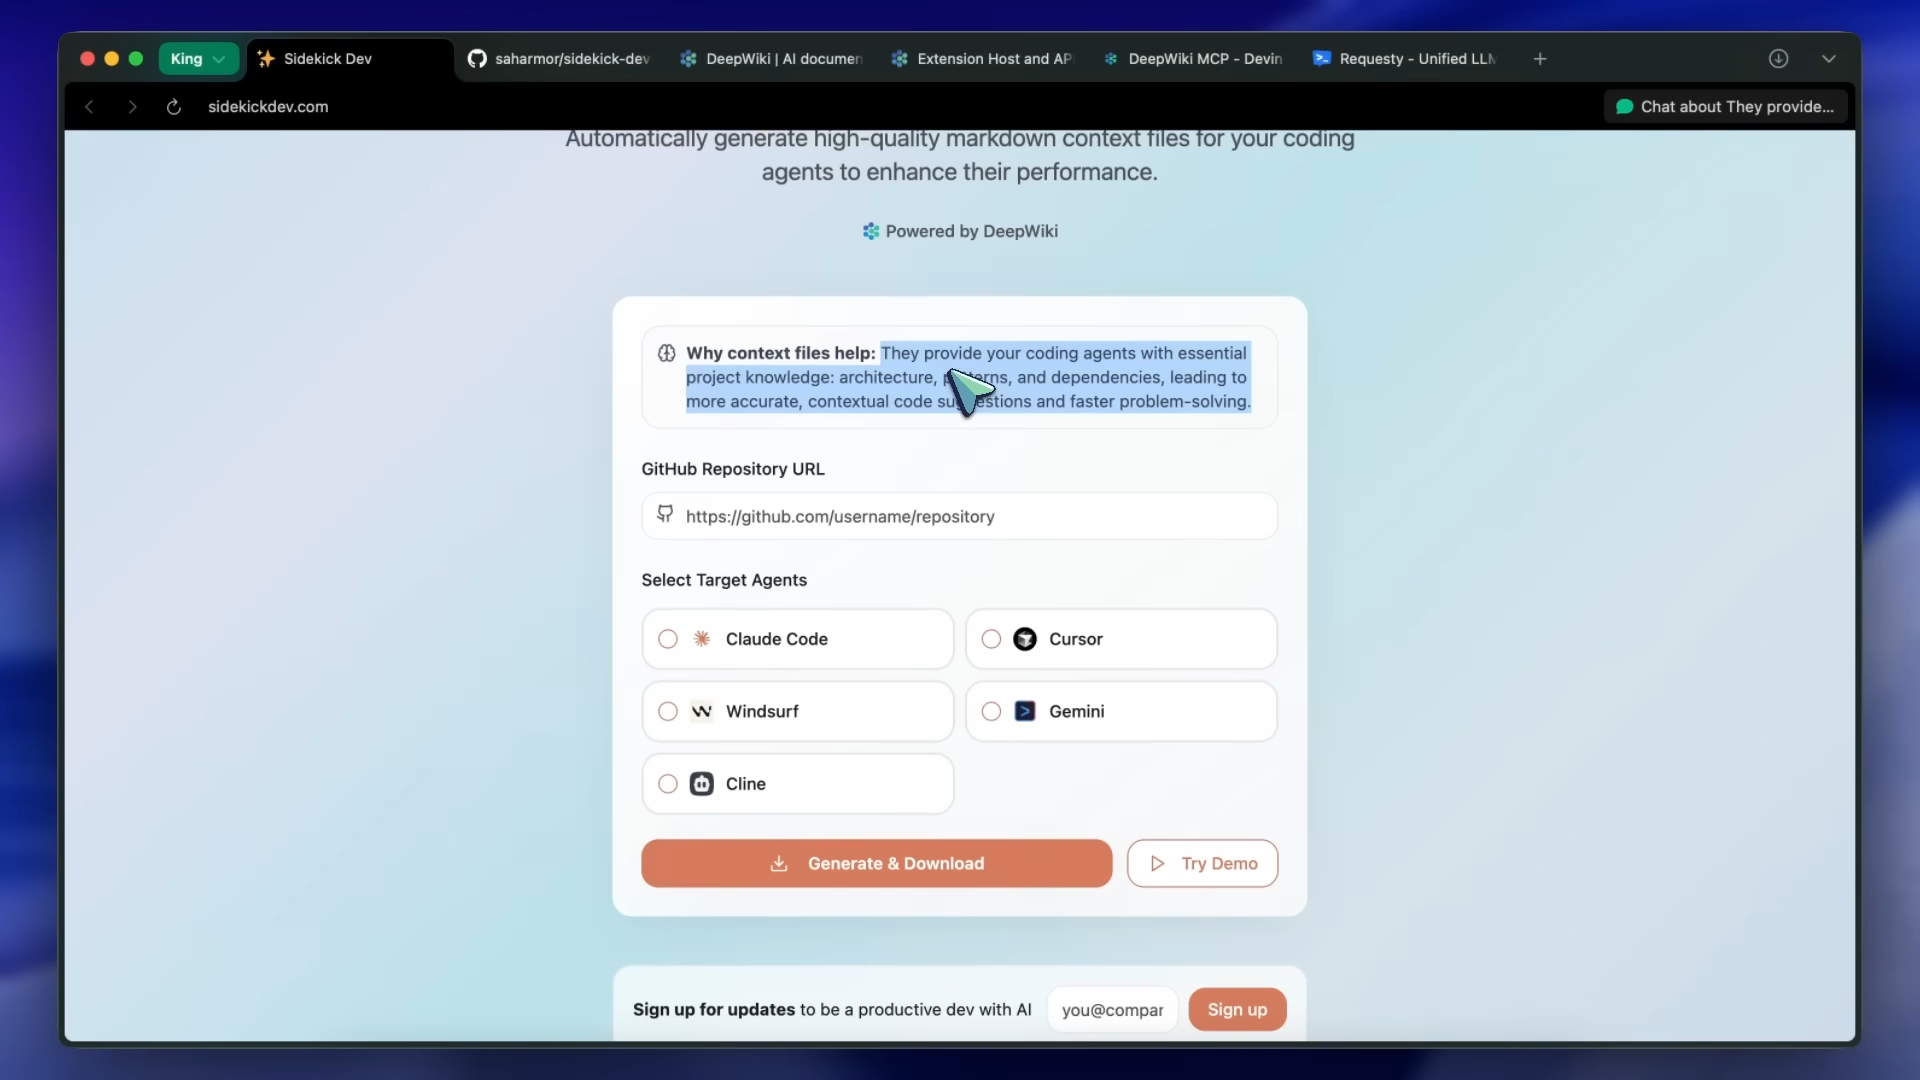 King
Sidekick Dev
saharmor/sidekick-dev
DeepWiki | AI documen
Extension Host and AP
DeepWiki MCP - Devin
Requesty - Unified LLM
sidekickdev.com
Chat about They provide...
Automatically generate high-quality markdown context files for your coding
agents to enhance their performance.
Powered by DeepWiki
Why context files help: They provide your coding agents with essential
project knowledge: architecture, patterns, and dependencies, leading to
more accurate, contextual code suggestions and faster problem-solving.
GitHub Repository URL
https://github.com/username/repository
Select Target Agents
Claude Code
Cursor
Windsurf
Gemini
Cline
Generate & Download
Try Demo
Sign up for updates to be a productive dev with AI
you@compar
Sign up